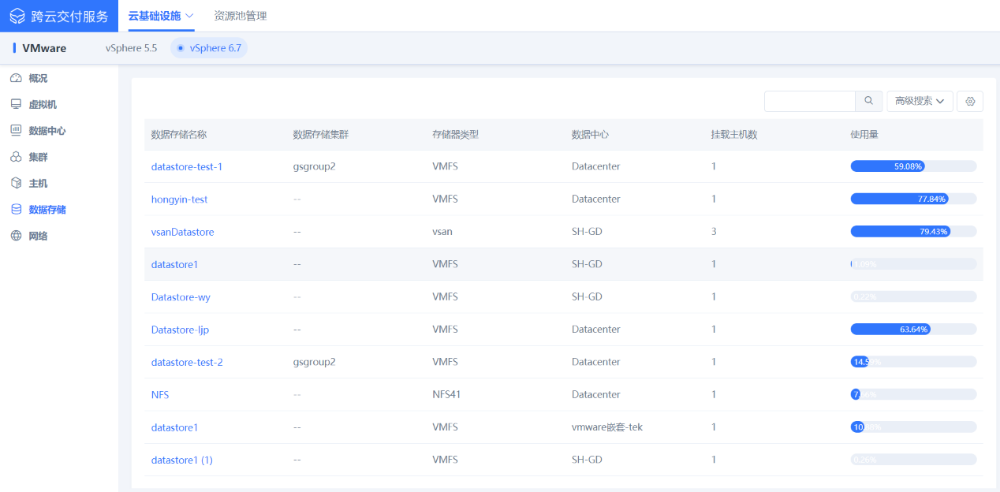 跨云交付服务 云基础设施 资源池管理
VMware vSphere 5.5 vSphere 6.7
概况
虚拟机
数据中心
集群
主机
数据存储
网络
高级搜索
数据存储名称 数据存储集群 存储器类型 数据中心 挂载主机数 使用量
datastore-test-1 gsgroup2 VMFS Datacenter 1 59.08%
hongyin-test -- VMFS Datacenter 1 77.84%
vsanDatastore -- vsan SH-GD 3 79.43%
datastore1 -- VMFS SH-GD 1 1.09%
Datastore-wy -- VMFS SH-GD 1 0.22%
Datastore-ljp -- VMFS Datacenter 1 63.64%
datastore-test-2 gsgroup2 VMFS Datacenter 1
NFS -- NFS41 Datacenter 1
datastore1 -- VMFS vmware嵌套-tek 1
datastore1 (1) -- VMFS SH-GD 1 0.26%